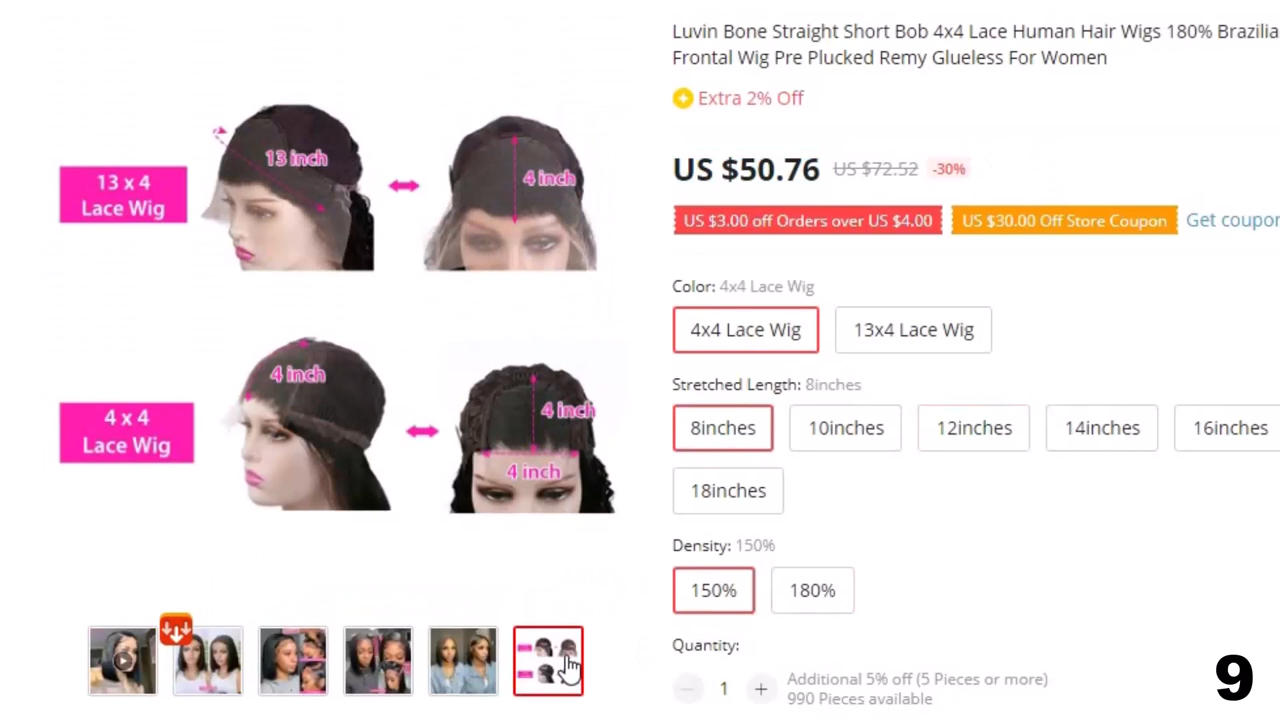 13 x 4
Lace Wig
13 inch
4 inch
4 x 4
Lace Wig
4 inch
4 inch
4 inch
Luvin Bone Straight Short Bob 4x4 Lace Human Hair Wigs 180% Brazilia
Frontal Wig Pre Plucked Remy Glueless For Women
Extra 2% Off
US $50.76 US $72.52 -30%
US $3.00 off Orders over US $4.00 US $30.00 Off Store Coupon Get coupor
Color: 4x4 Lace Wig
4x4 Lace Wig 13x4 Lace Wig
Stretched Length: 8inches
8inches 10inches 12inches 14inches 16inches
18inches
Density: 150%
150% 180%
Quantity:
1 Additional 5% off (5 Pieces or more)
990 Pieces available
9